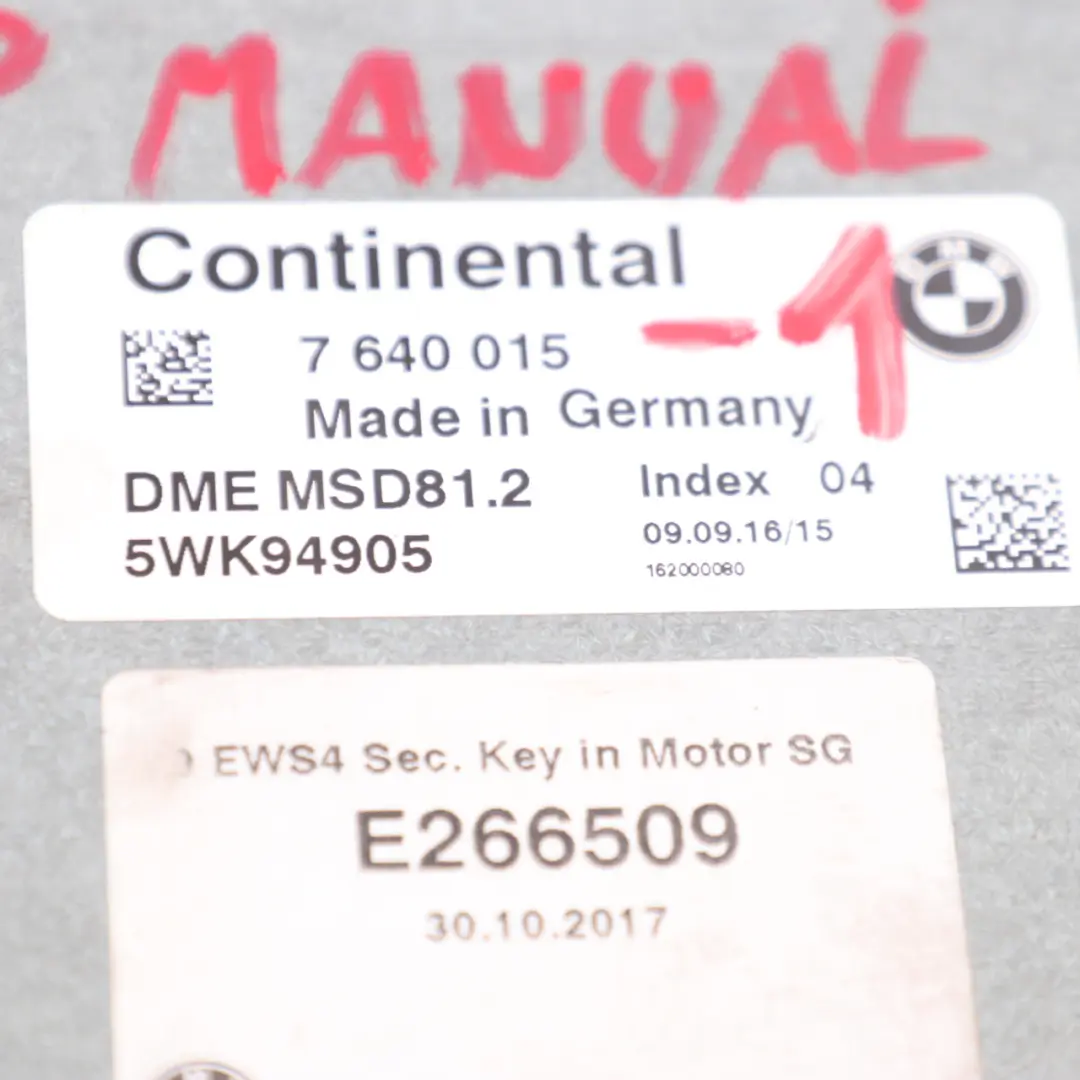 MANUAL
Continental
-1
BMW
7 640 015
Made in Germany
DME MSD81.2
Index 04
5WK94905
09.09.16/15
162000080
EWS4 Sec. Key in Motor SG
E266509
30.10.2017